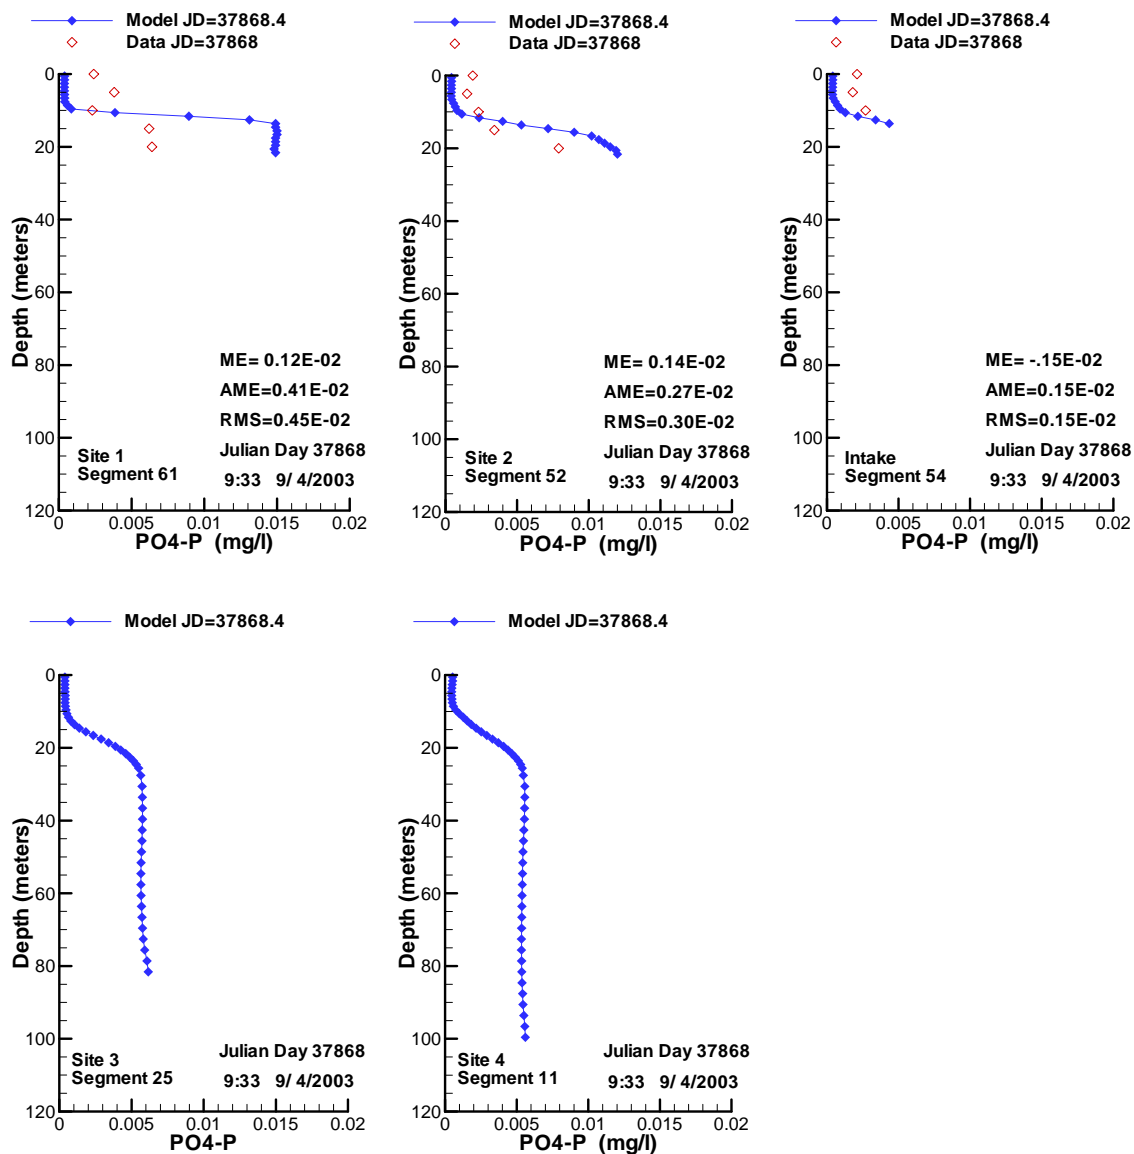 Model JD=37868.4
Data JD=37868
0
20
40
60
80
100
120
Depth (meters)
ME= 0.12E-02
AME=0.41E-02
RMS=0.45E-02
Julian Day 37868
9:33 9/ 4/2003
Site 1
Segment 61
0 0.005 0.01 0.015 0.02
PO4-P (mg/l)
Model JD=37868.4
Data JD=37868
0
20
40
60
80
100
120
Depth (meters)
ME= 0.14E-02
AME=0.27E-02
RMS=0.30E-02
Julian Day 37868
9:33 9/ 4/2003
Site 2
Segment 52
0 0.005 0.01 0.015 0.02
PO4-P (mg/l)
Model JD=37868.4
Data JD=37868
0
20
40
60
80
100
120
Depth (meters)
ME= -.15E-02
AME=0.15E-02
RMS=0.15E-02
Julian Day 37868
9:33 9/ 4/2003
Intake
Segment 54
0 0.005 0.01 0.015 0.02
PO4-P (mg/l)
Model JD=37868.4
0
20
40
60
80
100
120
Depth (meters)
Julian Day 37868
9:33 9/ 4/2003
Site 3
Segment 25
0 0.005 0.01 0.015 0.02
PO4-P
Model JD=37868.4
0
20
40
60
80
100
120
Depth (meters)
Julian Day 37868
9:33 9/ 4/2003
Site 4
Segment 11
0 0.005 0.01 0.015 0.02
PO4-P (mg/l)